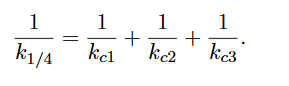 1/k_{1/4} = 1/k_{c1} + 1/k_{c2} + 1/k_{c3}.